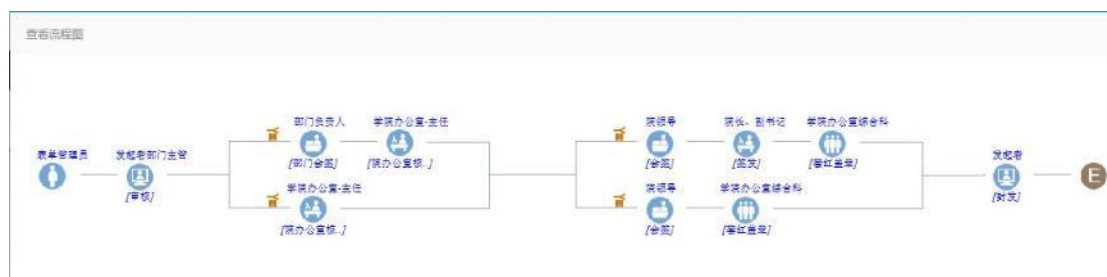 查看流程图
部门负责人
学院办公室-主任
院领导
院长、副书记
学院办公室综合科
表单管理员
发起者部门主管
[部门会签]
[院办公室核..]
[会签]
[签发]
[套红盖章]
发起者
E
[审核]
学院办公室-主任
院领导
学院办公室综合科
[封发]
[院办公室核..]
[会签]
[套红盖章]